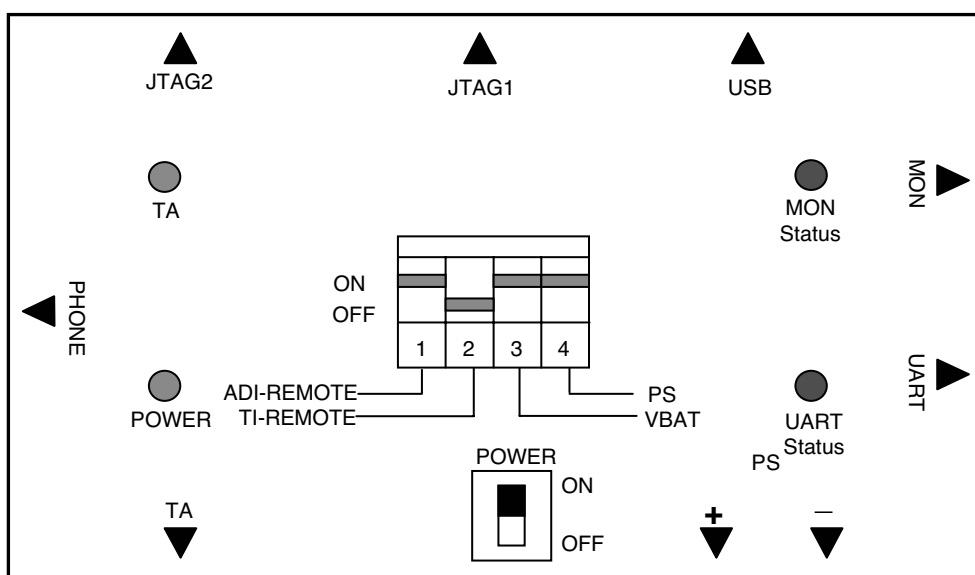 JTAG2
JTAG1
USB
TA
MON
Status
MON
ON
OFF
PHONE
1 2 3 4
ADI-REMOTE
TI-REMOTE
PS
VBAT
POWER
UART
Status
UART
PS
POWER
ON
OFF
TA
+
–